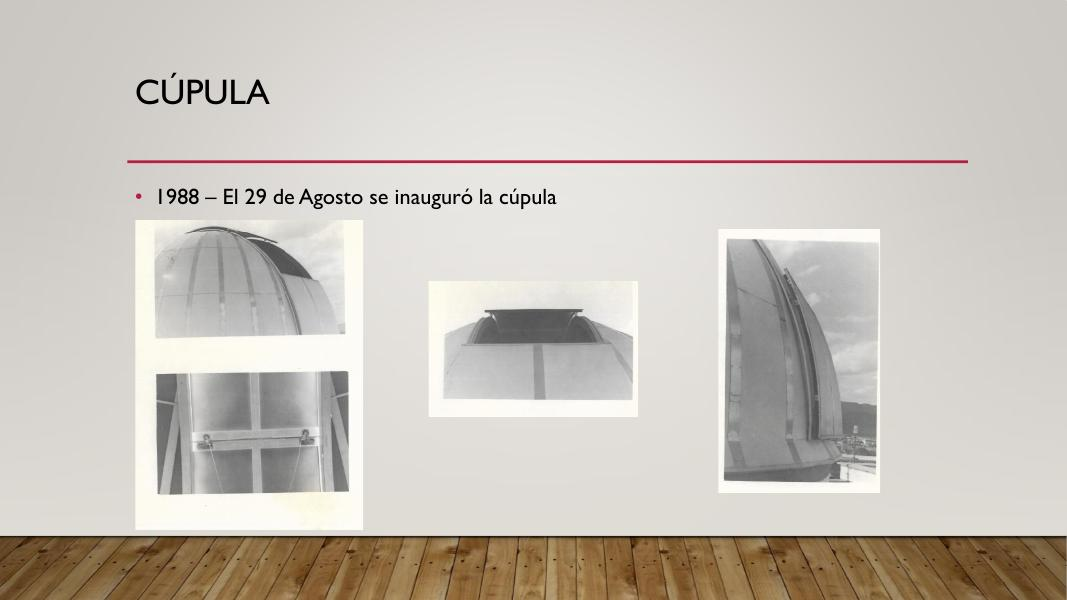 CÚPULA
• 1988 – El 29 de Agosto se inauguró la cúpula